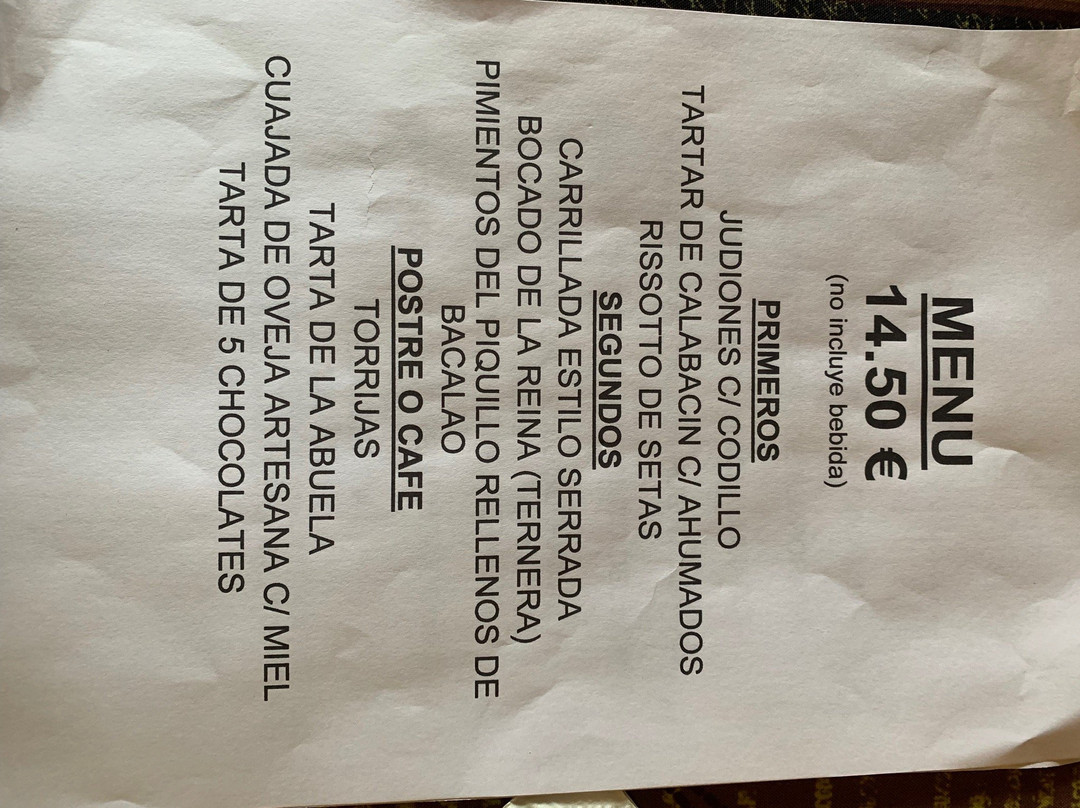 MENU
14.50 €
(no incluye bebida)
PRIMEROS
JUDIONES C/ CODILLO
TARTAR DE CALABACIN C/ AHUMADOS
RISSOTTO DE SETAS
SEGUNDOS
CARRILLADA ESTILO SERRADA
BOCADO DE LA REINA (TERNERA)
PIMIENTOS DEL PIQUILLO RELLENOS DE
BACALAO
POSTRE O CAFE
TORRIJAS
TARTA DE LA ABUELA
CUAJADA DE OVEJA ARTESANA C/ MIEL
TARTA DE 5 CHOCOLATES